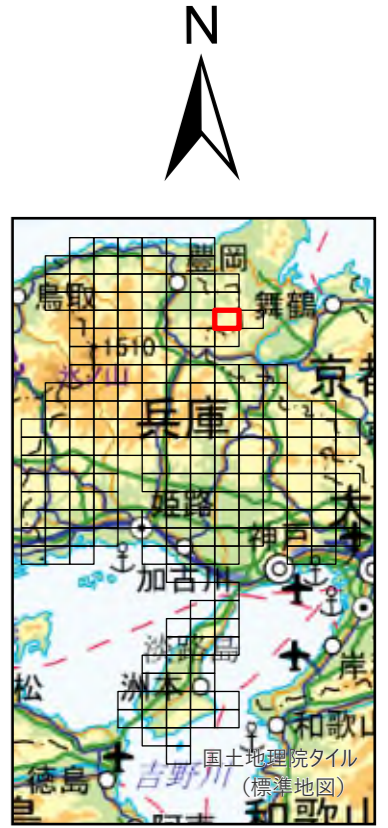 N
豊岡
鳥取
舞鶴
1510
氷ノ山
京都
兵庫
姫路
神戸
大
加古川
淡路島
洲本
岸
松
和歌山
国土地理院タイル
徳島
吉野川
(標準地図)
和歌山